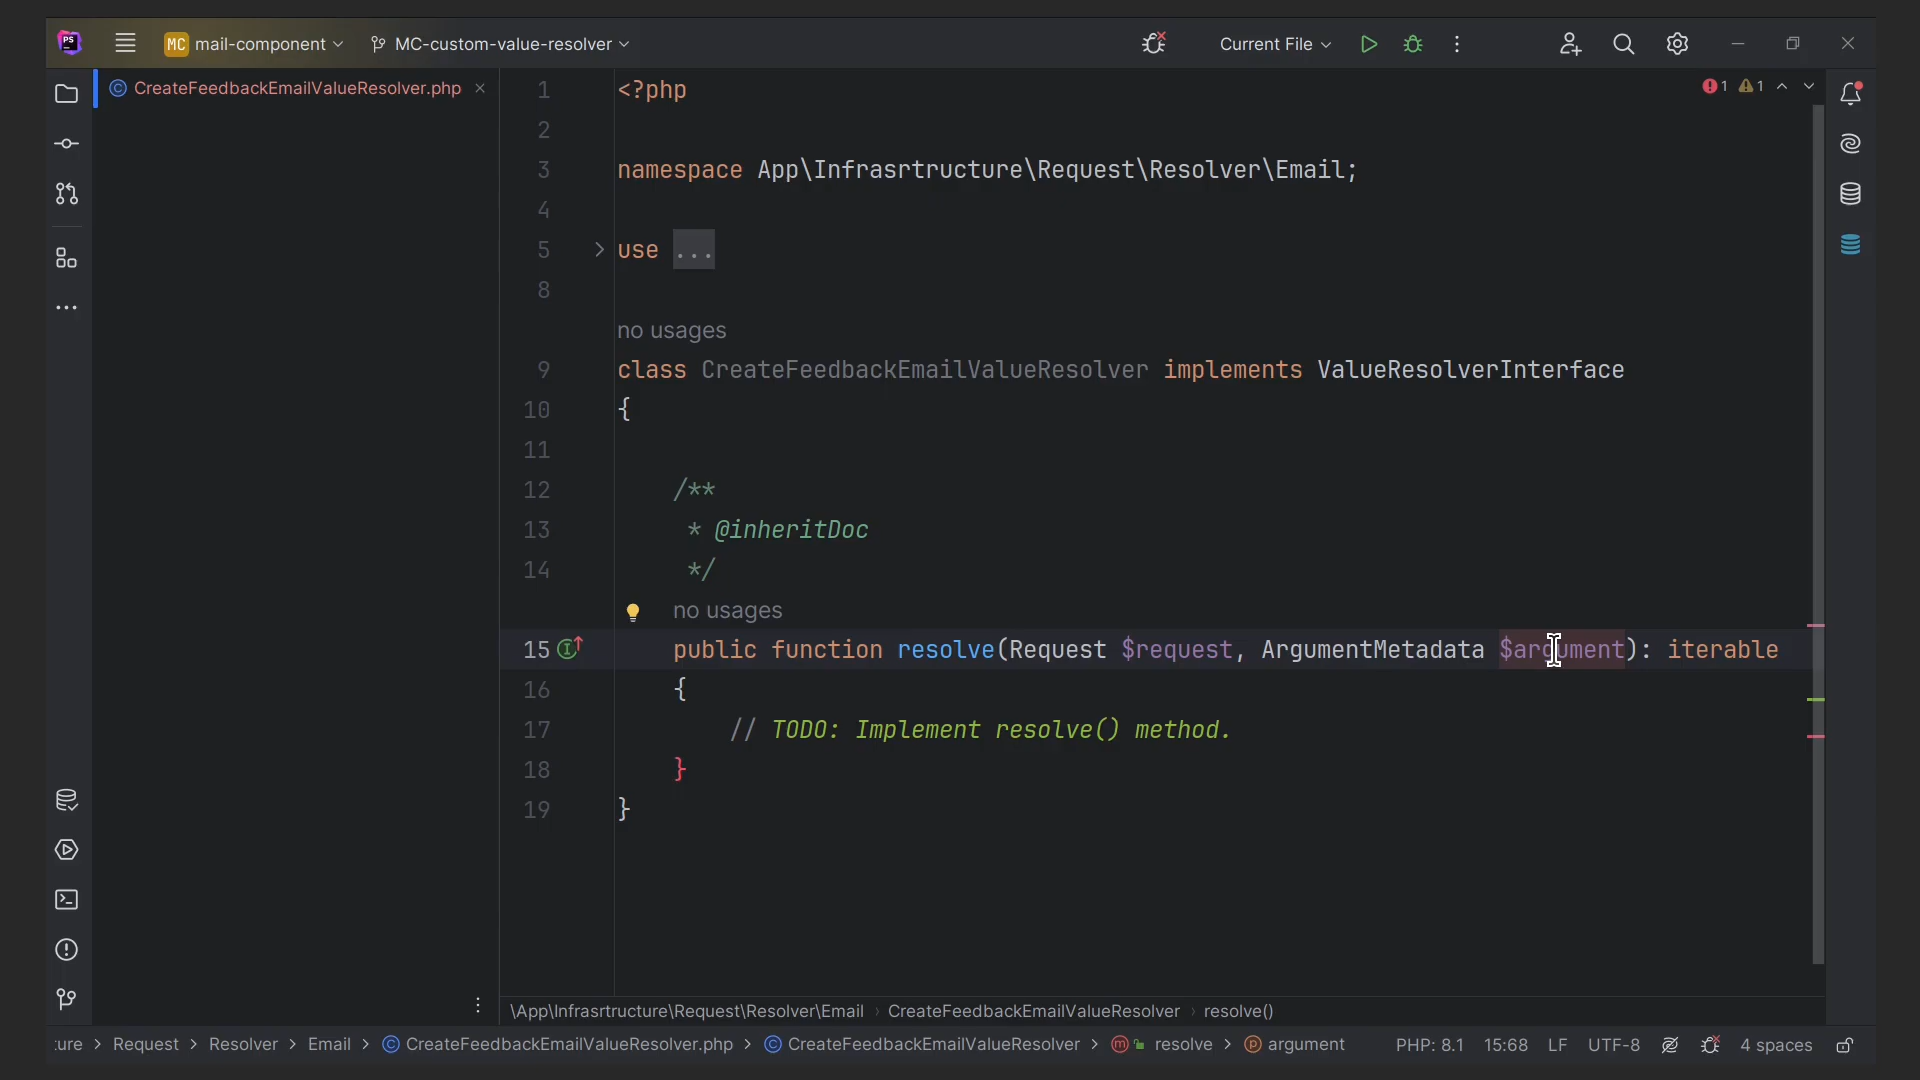 PS
MC mail-component
MC-custom-value-resolver
Current File
CreateFeedbackEmailValueResolver.php
1
1
1 <?php
2
3 namespace App\Infrasrtructure\Request\Resolver\Email;
4
5 use ...
8
no usages
9 class CreateFeedbackEmailValueResolver implements ValueResolverInterface
10 {
11
12 /**
13 * @inheritDoc
14 */
no usages
15 public function resolve(Request $request, ArgumentMetadata $argument): iterable
16 {
17 // TODO: Implement resolve() method.
18 }
19 }
\App\Infrasrtructure\Request\Resolver\Email › CreateFeedbackEmailValueResolver › resolve()
:ure > Request > Resolver > Email > CreateFeedbackEmailValueResolver.php > CreateFeedbackEmailValueResolver > resolve > argument
PHP: 8.1 15:68 LF UTF-8 4 spaces